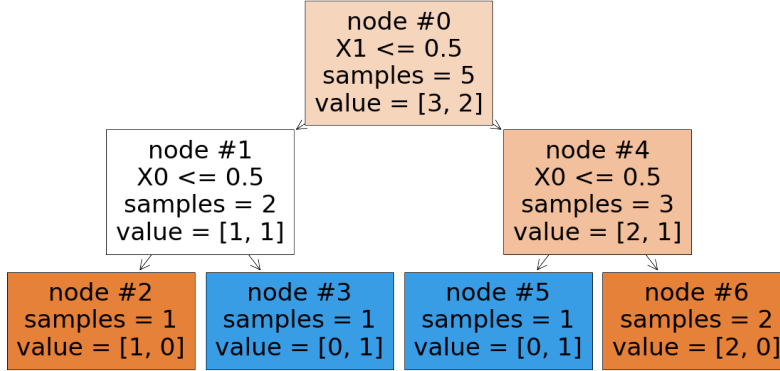 node #0
X1 <= 0.5
samples = 5
value = [3, 2]
node #1
X0 <= 0.5
samples = 2
value = [1, 1]
node #4
X0 <= 0.5
samples = 3
value = [2, 1]
node #2
samples = 1
value = [1, 0]
node #3
samples = 1
value = [0, 1]
node #5
samples = 1
value = [0, 1]
node #6
samples = 2
value = [2, 0]